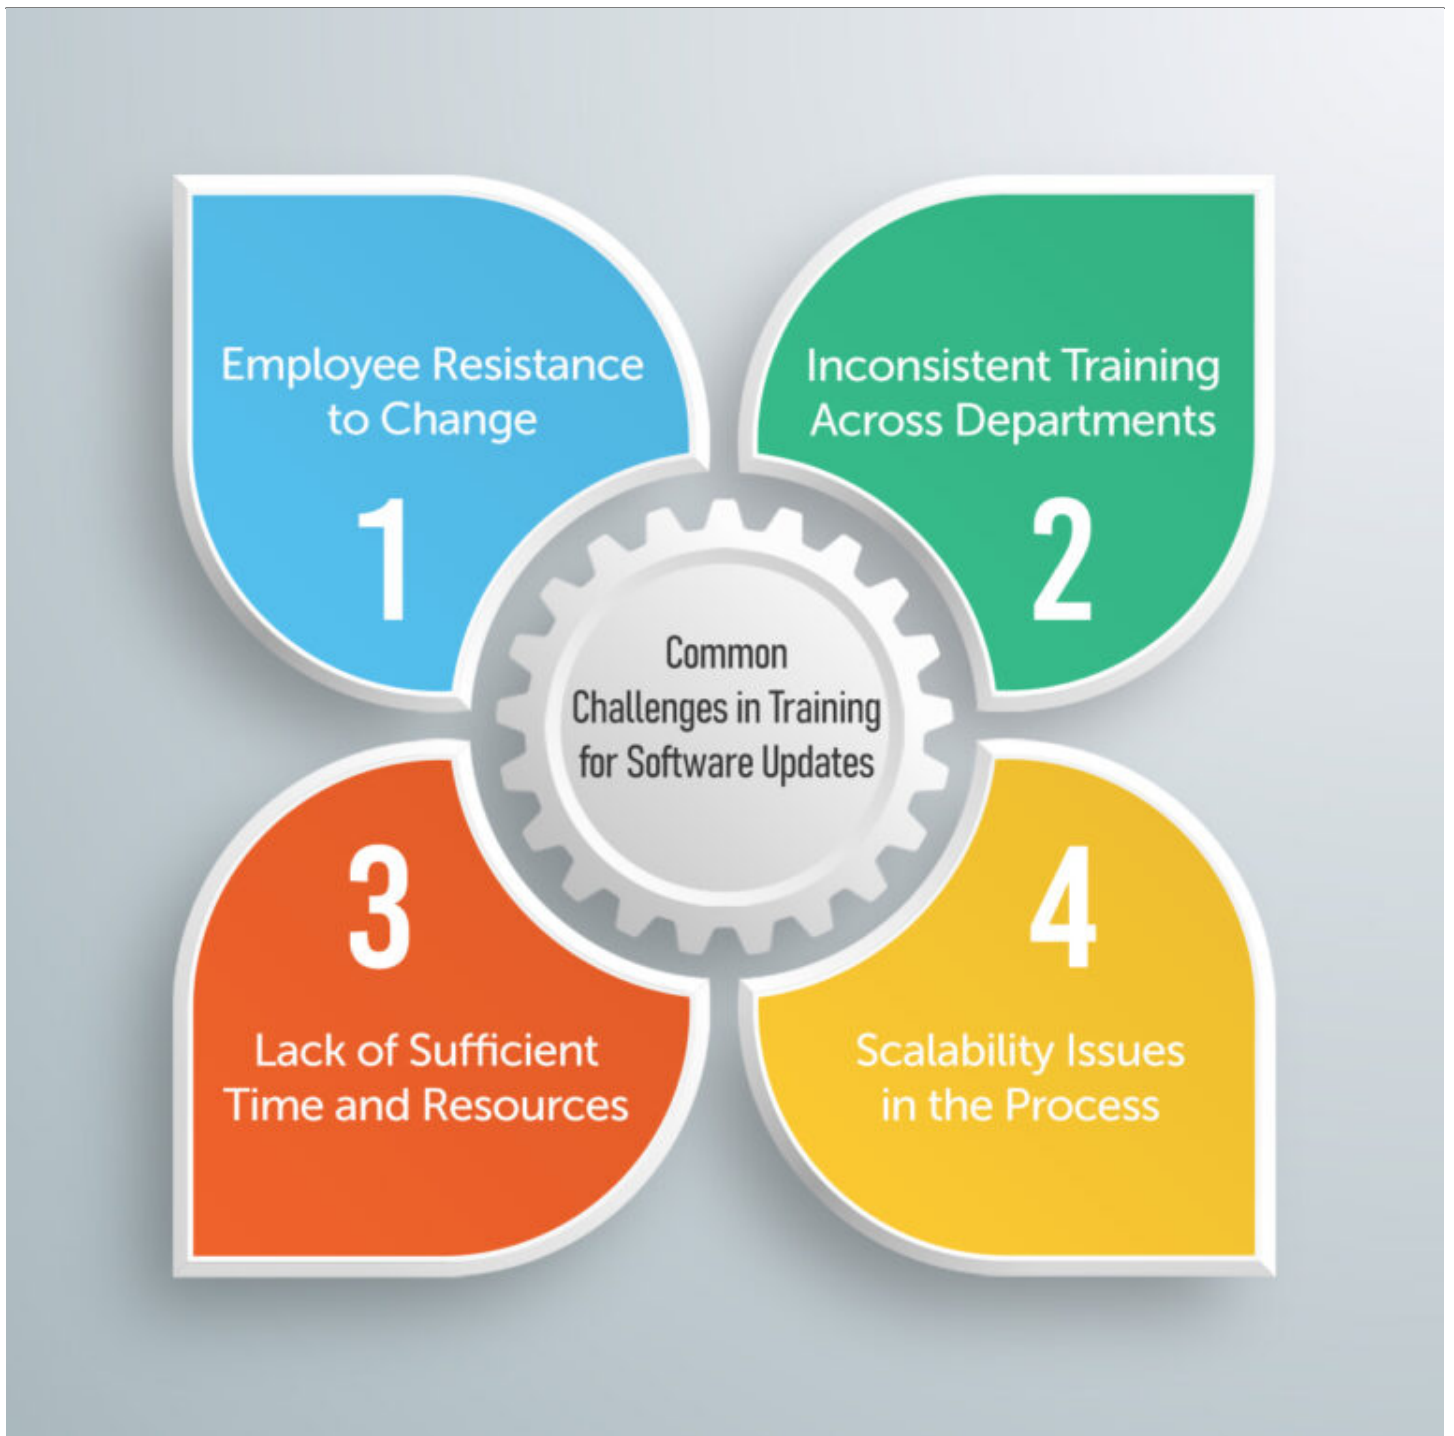 Employee Resistance
to Change
1
Inconsistent Training
Across Departments
2
Common
Challenges in Training
for Software Updates
3
Lack of Sufficient
Time and Resources
4
Scalability Issues
in the Process